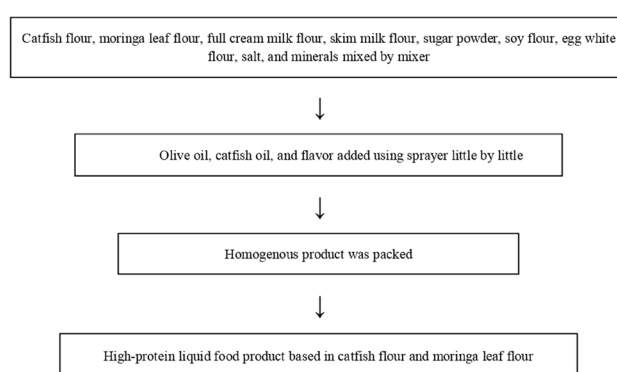 Catfish flour, moringa leaf flour, full cream milk flour, skim milk flour, sugar powder, soy flour, egg white
flour, salt, and minerals mixed by mixer
Olive oil, catfish oil, and flavor added using sprayer little by little
Homogenous product was packed
High-protein liquid food product based in catfish flour and moringa leaf flour